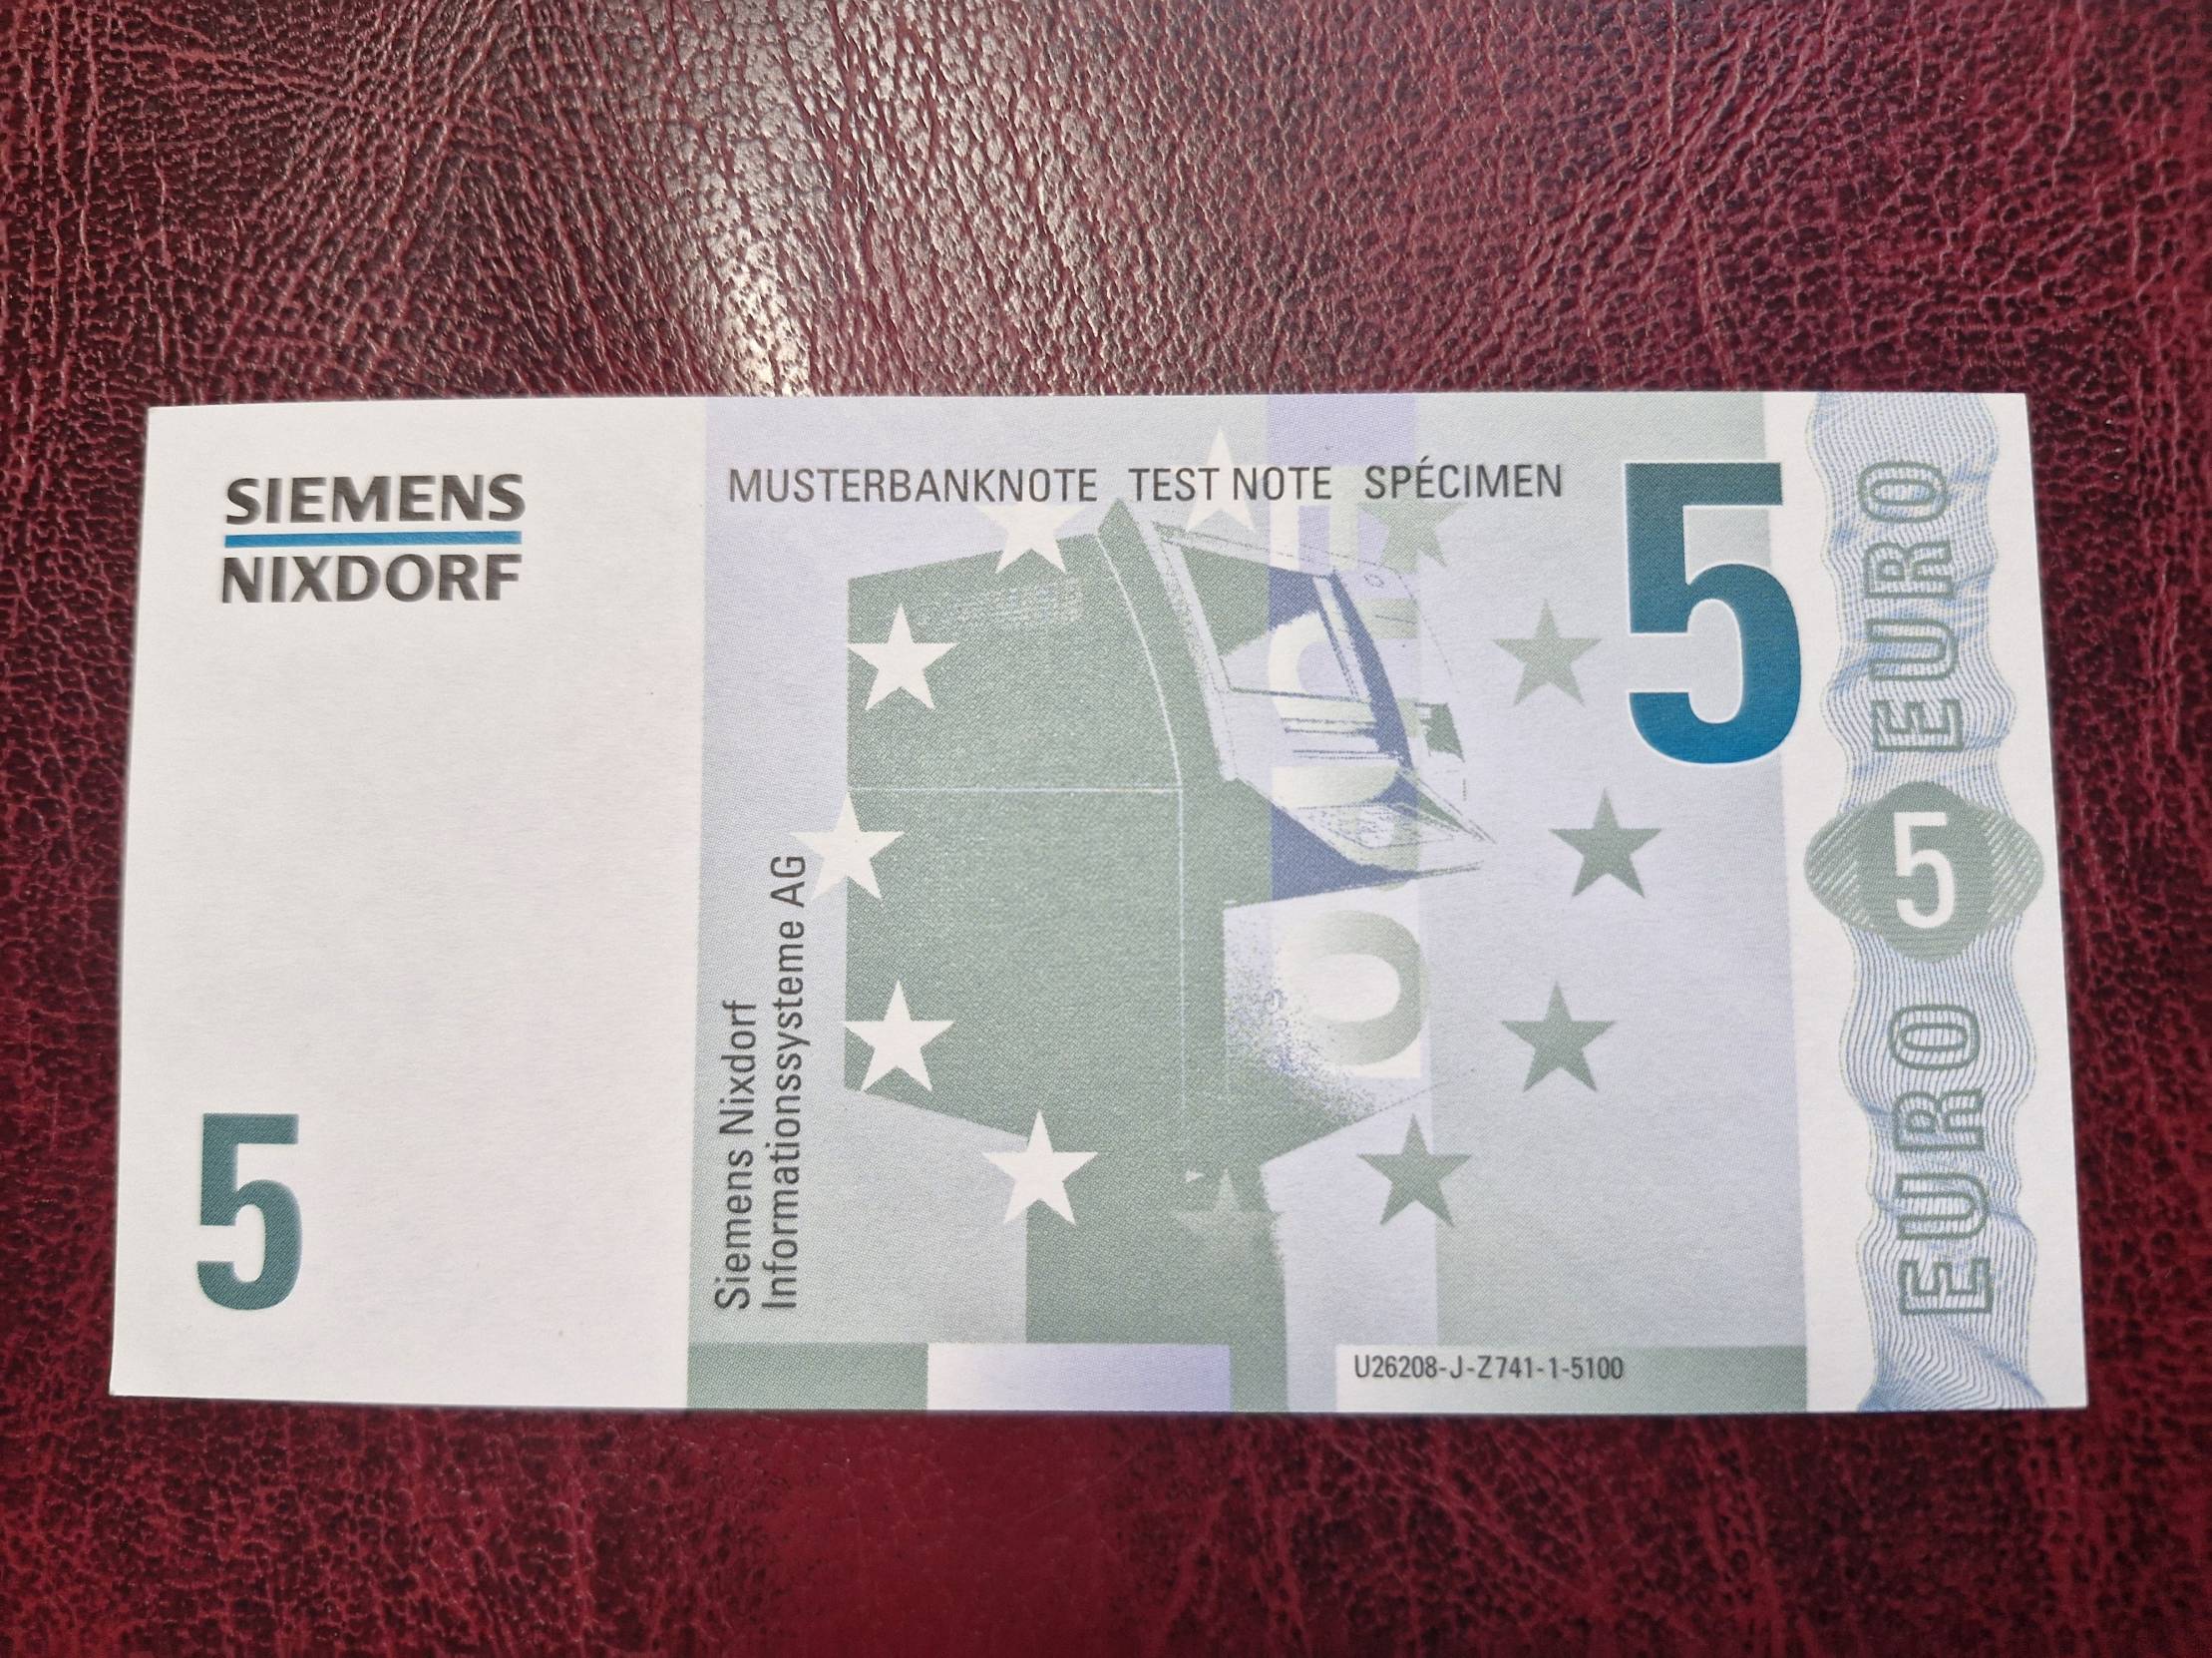 SIEMENS
NIXDORF
5
MUSTERBANKNOTE TEST NOTE SPÉCIMEN
Siemens Nixdorf
Informationssysteme AG
5
U26208-J-Z741-1-5100
EURO 5 EURO